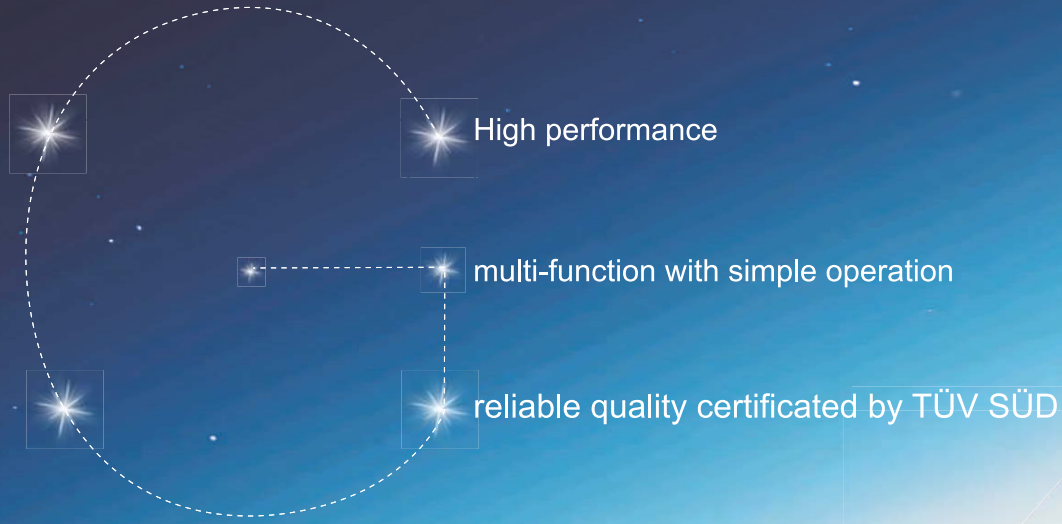 High performance
multi-function with simple operation
reliable quality certificated by TÜV SÜD